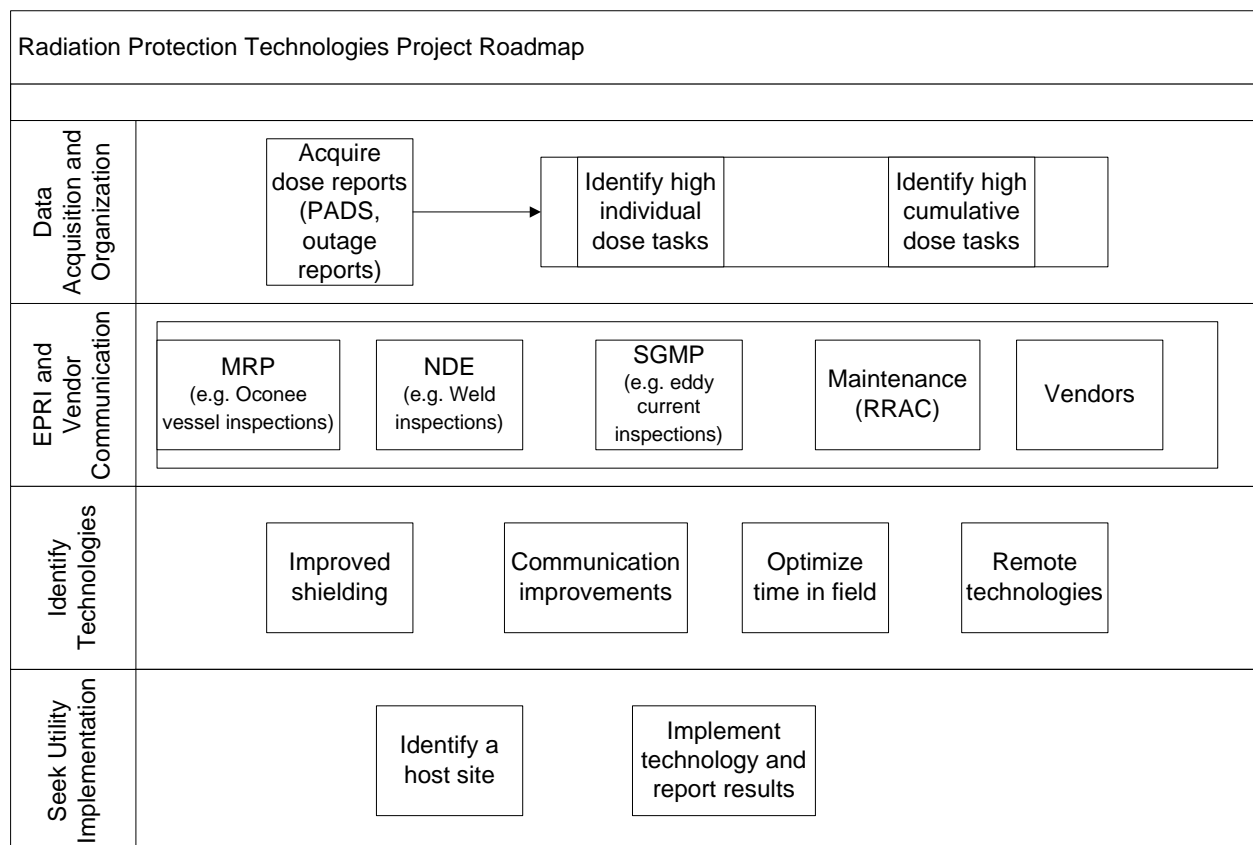 Radiation Protection Technologies Project Roadmap
Data
Acquisition and
Organization
Acquire
dose reports
(PADS,
outage
reports)
Identify high
individual
dose tasks
Identify high
cumulative
dose tasks
EPRI and
Vendor
Communication
MRP
(e.g. Oconee
vessel inspections)
NDE
(e.g. Weld
inspections)
SGMP
(e.g. eddy
current
inspections)
Maintenance
(RRAC)
Vendors
Identify
Technologies
Improved
shielding
Communication
improvements
Optimize
time in field
Remote
technologies
Seek Utility
Implementation
Identify a
host site
Implement
technology and
report results